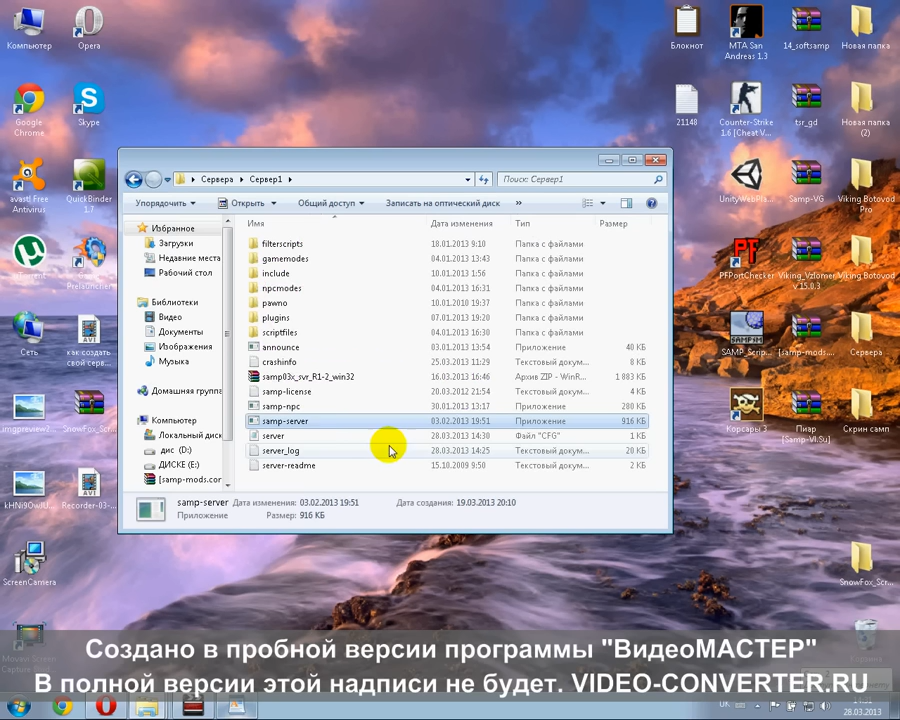 Компьютер
Opera
Блокнот
MTA San Andreas 1.3
14_softsamp
Новая папка
Google Chrome
Skype
21148
Counter-Strike 1.6 [Cheat V...
tsr_gd
Новая папка (2)
avast! Free Antivirus
QuickBinder 1.7
UnityWebPla...
Samp-VG
Viking Botovod Pro
PFPortChecker
Viking_Vzlomer v 15.0.3
Viking Botovod
Сеть
как создать свой серв...
SAMP_Scrip...
[samp-mods....
Сервера
imgpreview2...
SnowFox_Scr...
Корсары 3
Пиар [Samp-Vl.Su]
Скрин самп
kHNi9OwlU...
Recorder-03-...
ScreenCamera
SnowFox_Scr...
Сервера
Сервер1
Поиск: Сервер1
Упорядочить
Открыть
Общий доступ
Записать на оптический диск
»
Избранное
Загрузки
Недавние места
Рабочий стол
Библиотеки
Видео
Документы
Изображения
Музыка
Домашняя группа
Компьютер
Локальный диск
дис (D:)
ДИСКЕ (E:)
[samp-mods.com
Имя Дата изменения Тип Размер
filterscripts 18.01.2013 9:10 Папка с файлами
gamemodes 04.01.2013 13:43 Папка с файлами
include 10.01.2013 1:56 Папка с файлами
npcmodes 04.01.2013 16:31 Папка с файлами
pawno 10.01.2010 19:37 Папка с файлами
plugins 07.01.2013 19:20 Папка с файлами
scriptfiles 04.01.2013 16:30 Папка с файлами
announce 03.01.2013 13:54 Приложение 40 КБ
crashinfo 25.03.2013 11:29 Текстовый докум... 8 КБ
samp03x_svr_R1-2_win32 16.03.2013 16:46 Архив ZIP - WinR... 1 883 КБ
samp-license 20.03.2012 21:54 Текстовый докум... 4 КБ
samp-npc 30.01.2013 13:17 Приложение 280 КБ
samp-server 03.02.2013 19:51 Приложение 916 КБ
server 28.03.2013 14:30 Файл "CFG" 1 КБ
server_log 28.03.2013 14:25 Текстовый докум... 20 КБ
server-readme 15.10.2009 9:50 Текстовый докум... 2 КБ
samp-server Дата изменения: 03.02.2013 19:51 Дата создания: 19.03.2013 20:10
Приложение Размер: 916 КБ
Создано в пробной версии программы "ВидеоМАСТЕР"
В полной версии этой надписи не будет. VIDEO-CONVERTER.RU
28.03.2013